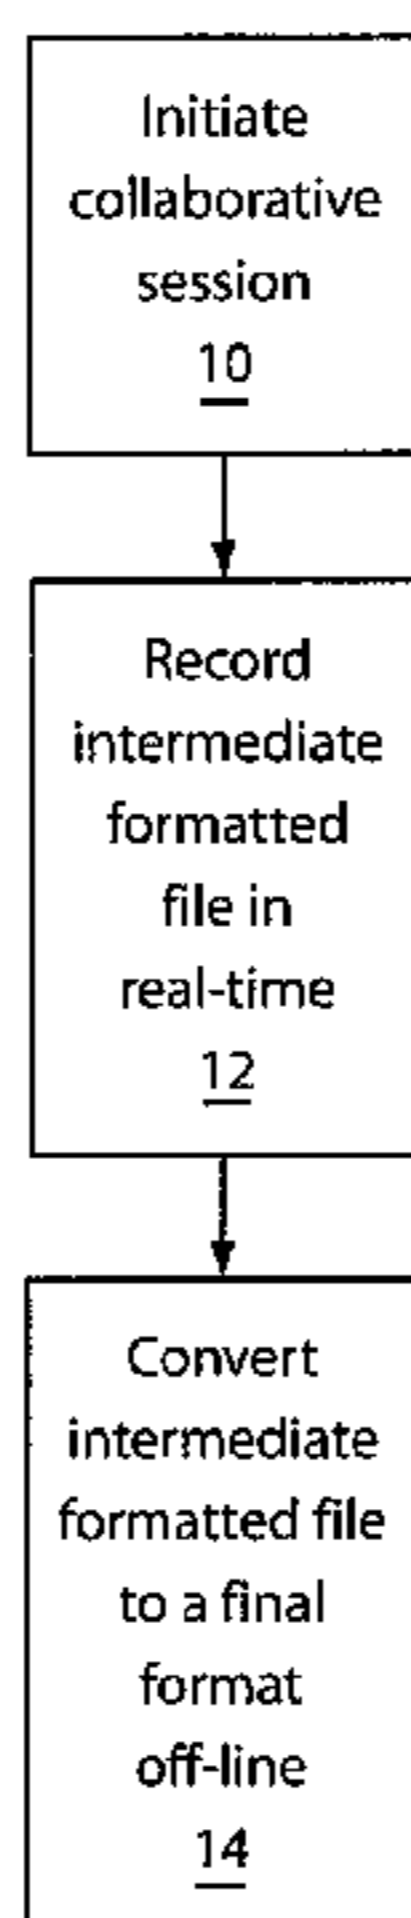 Initiate
collaborative
session
10
Record
intermediate
formatted
file in
real-time
12
Convert
intermediate
formatted file
to a final
format
off-line
14